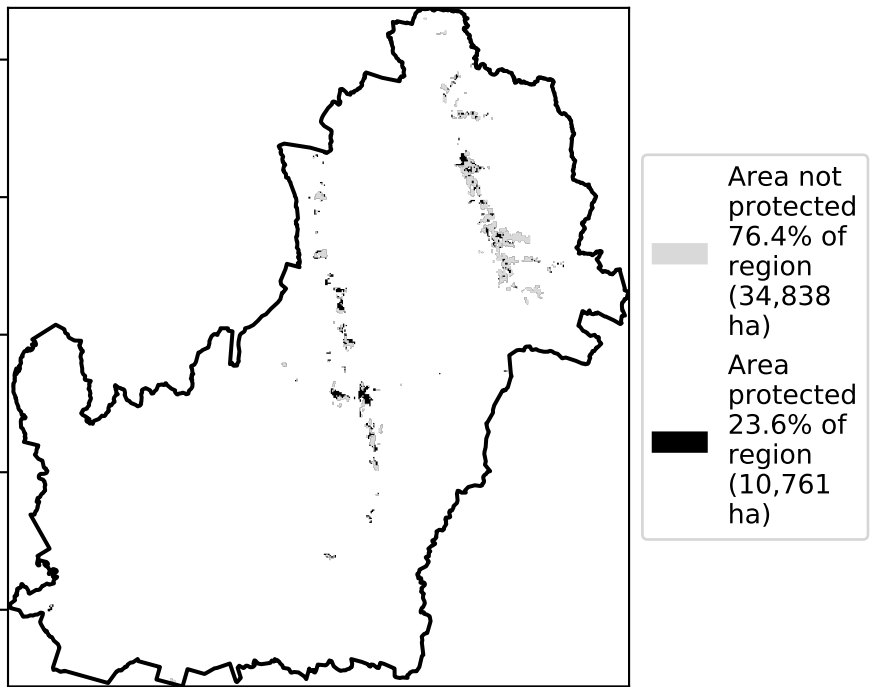 Area not
protected
76.4% of
region
(34,838
ha)
Area
protected
23.6% of
region
(10,761
ha)